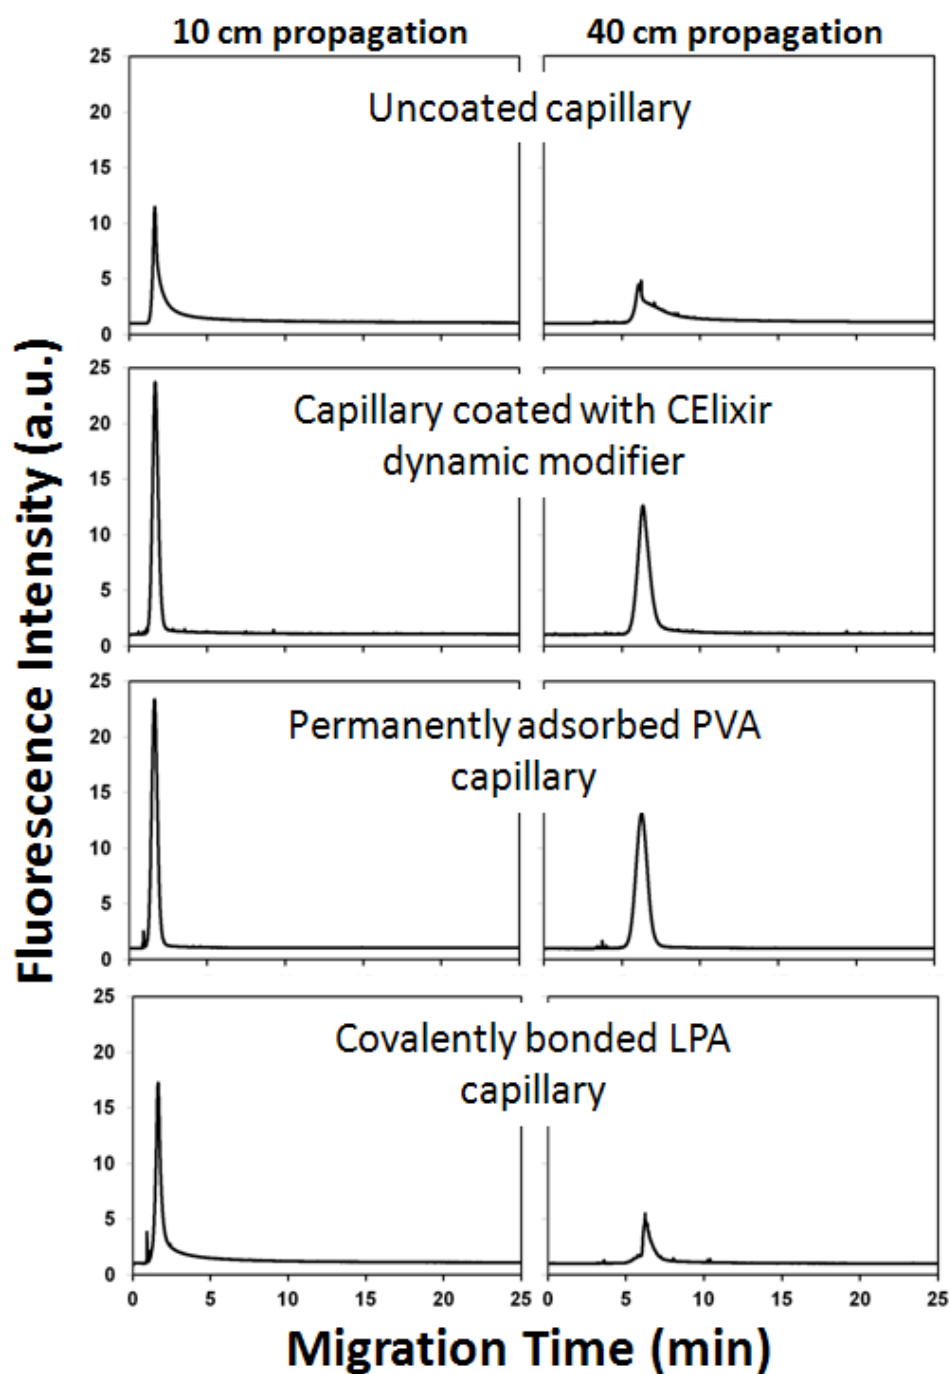 10 cm propagation 40 cm propagation
Fluorescence Intensity (a.u.)
25
20
15
10
5
0
Uncoated capillary
25
20
15
10
5
0
Capillary coated with CElixir
dynamic modifier
25
20
15
10
5
0
Permanently adsorbed PVA
capillary
25
20
15
10
5
0
Covalently bonded LPA
capillary
0 5 10 15 20 25 0 5 10 15 20 25
Migration Time (min)